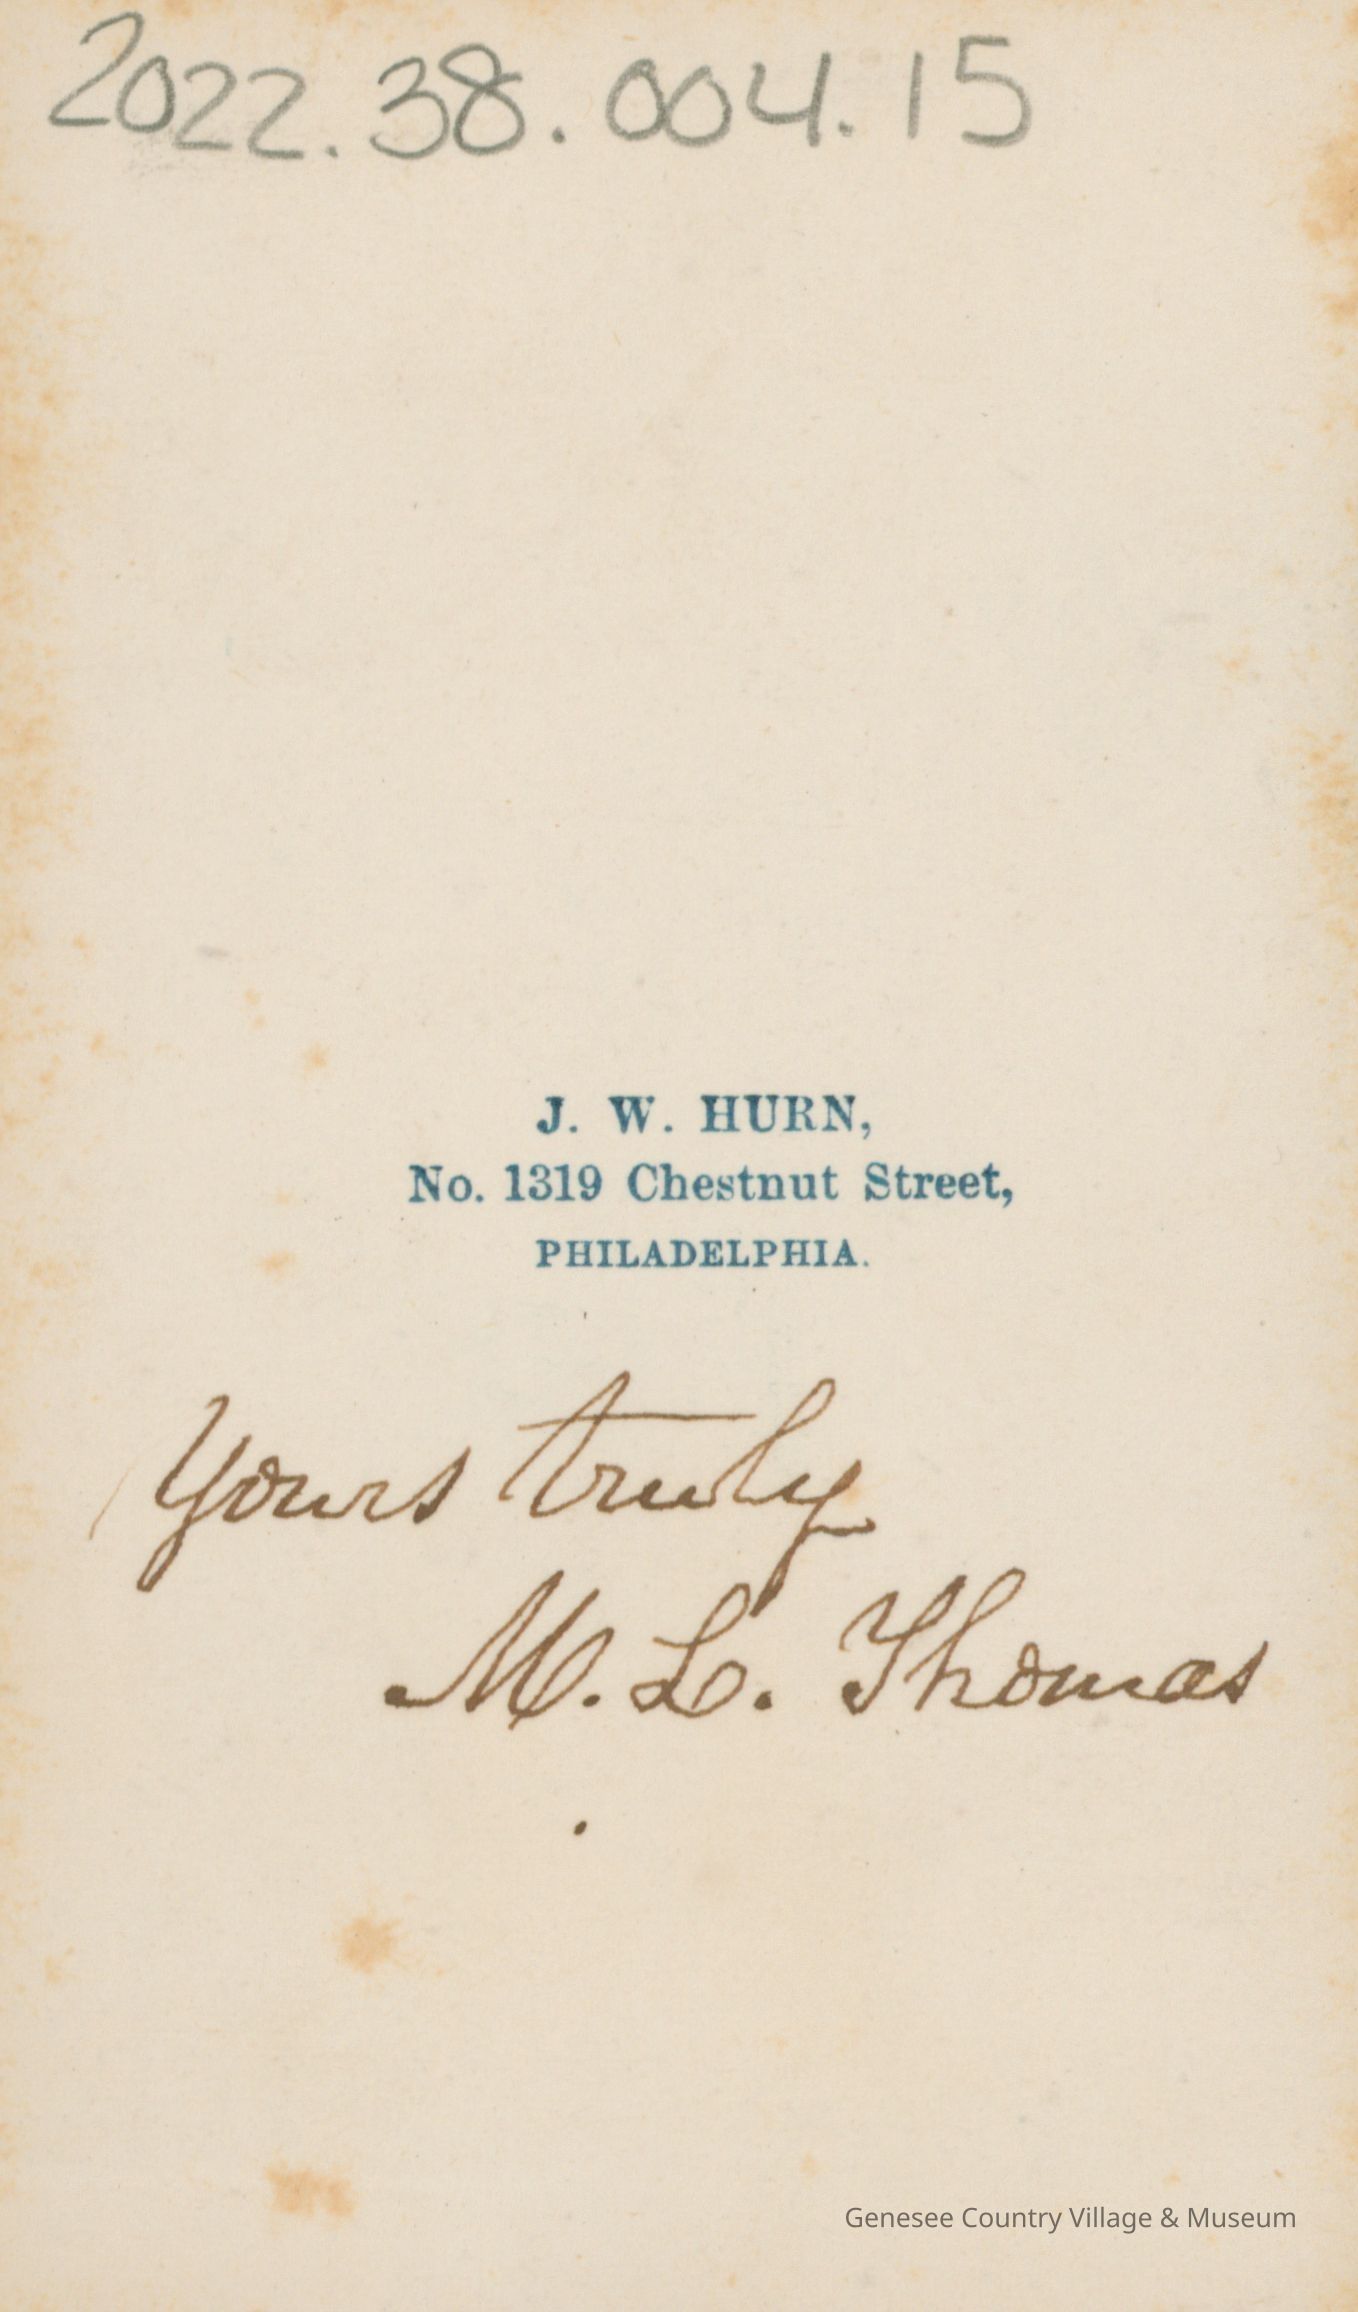 2022.38.004.15
J. W. HURN,
No. 1319 Chestnut Street,
PHILADELPHIA.
Yours truly
M. L. Thomas
Genesee Country Village & Museum